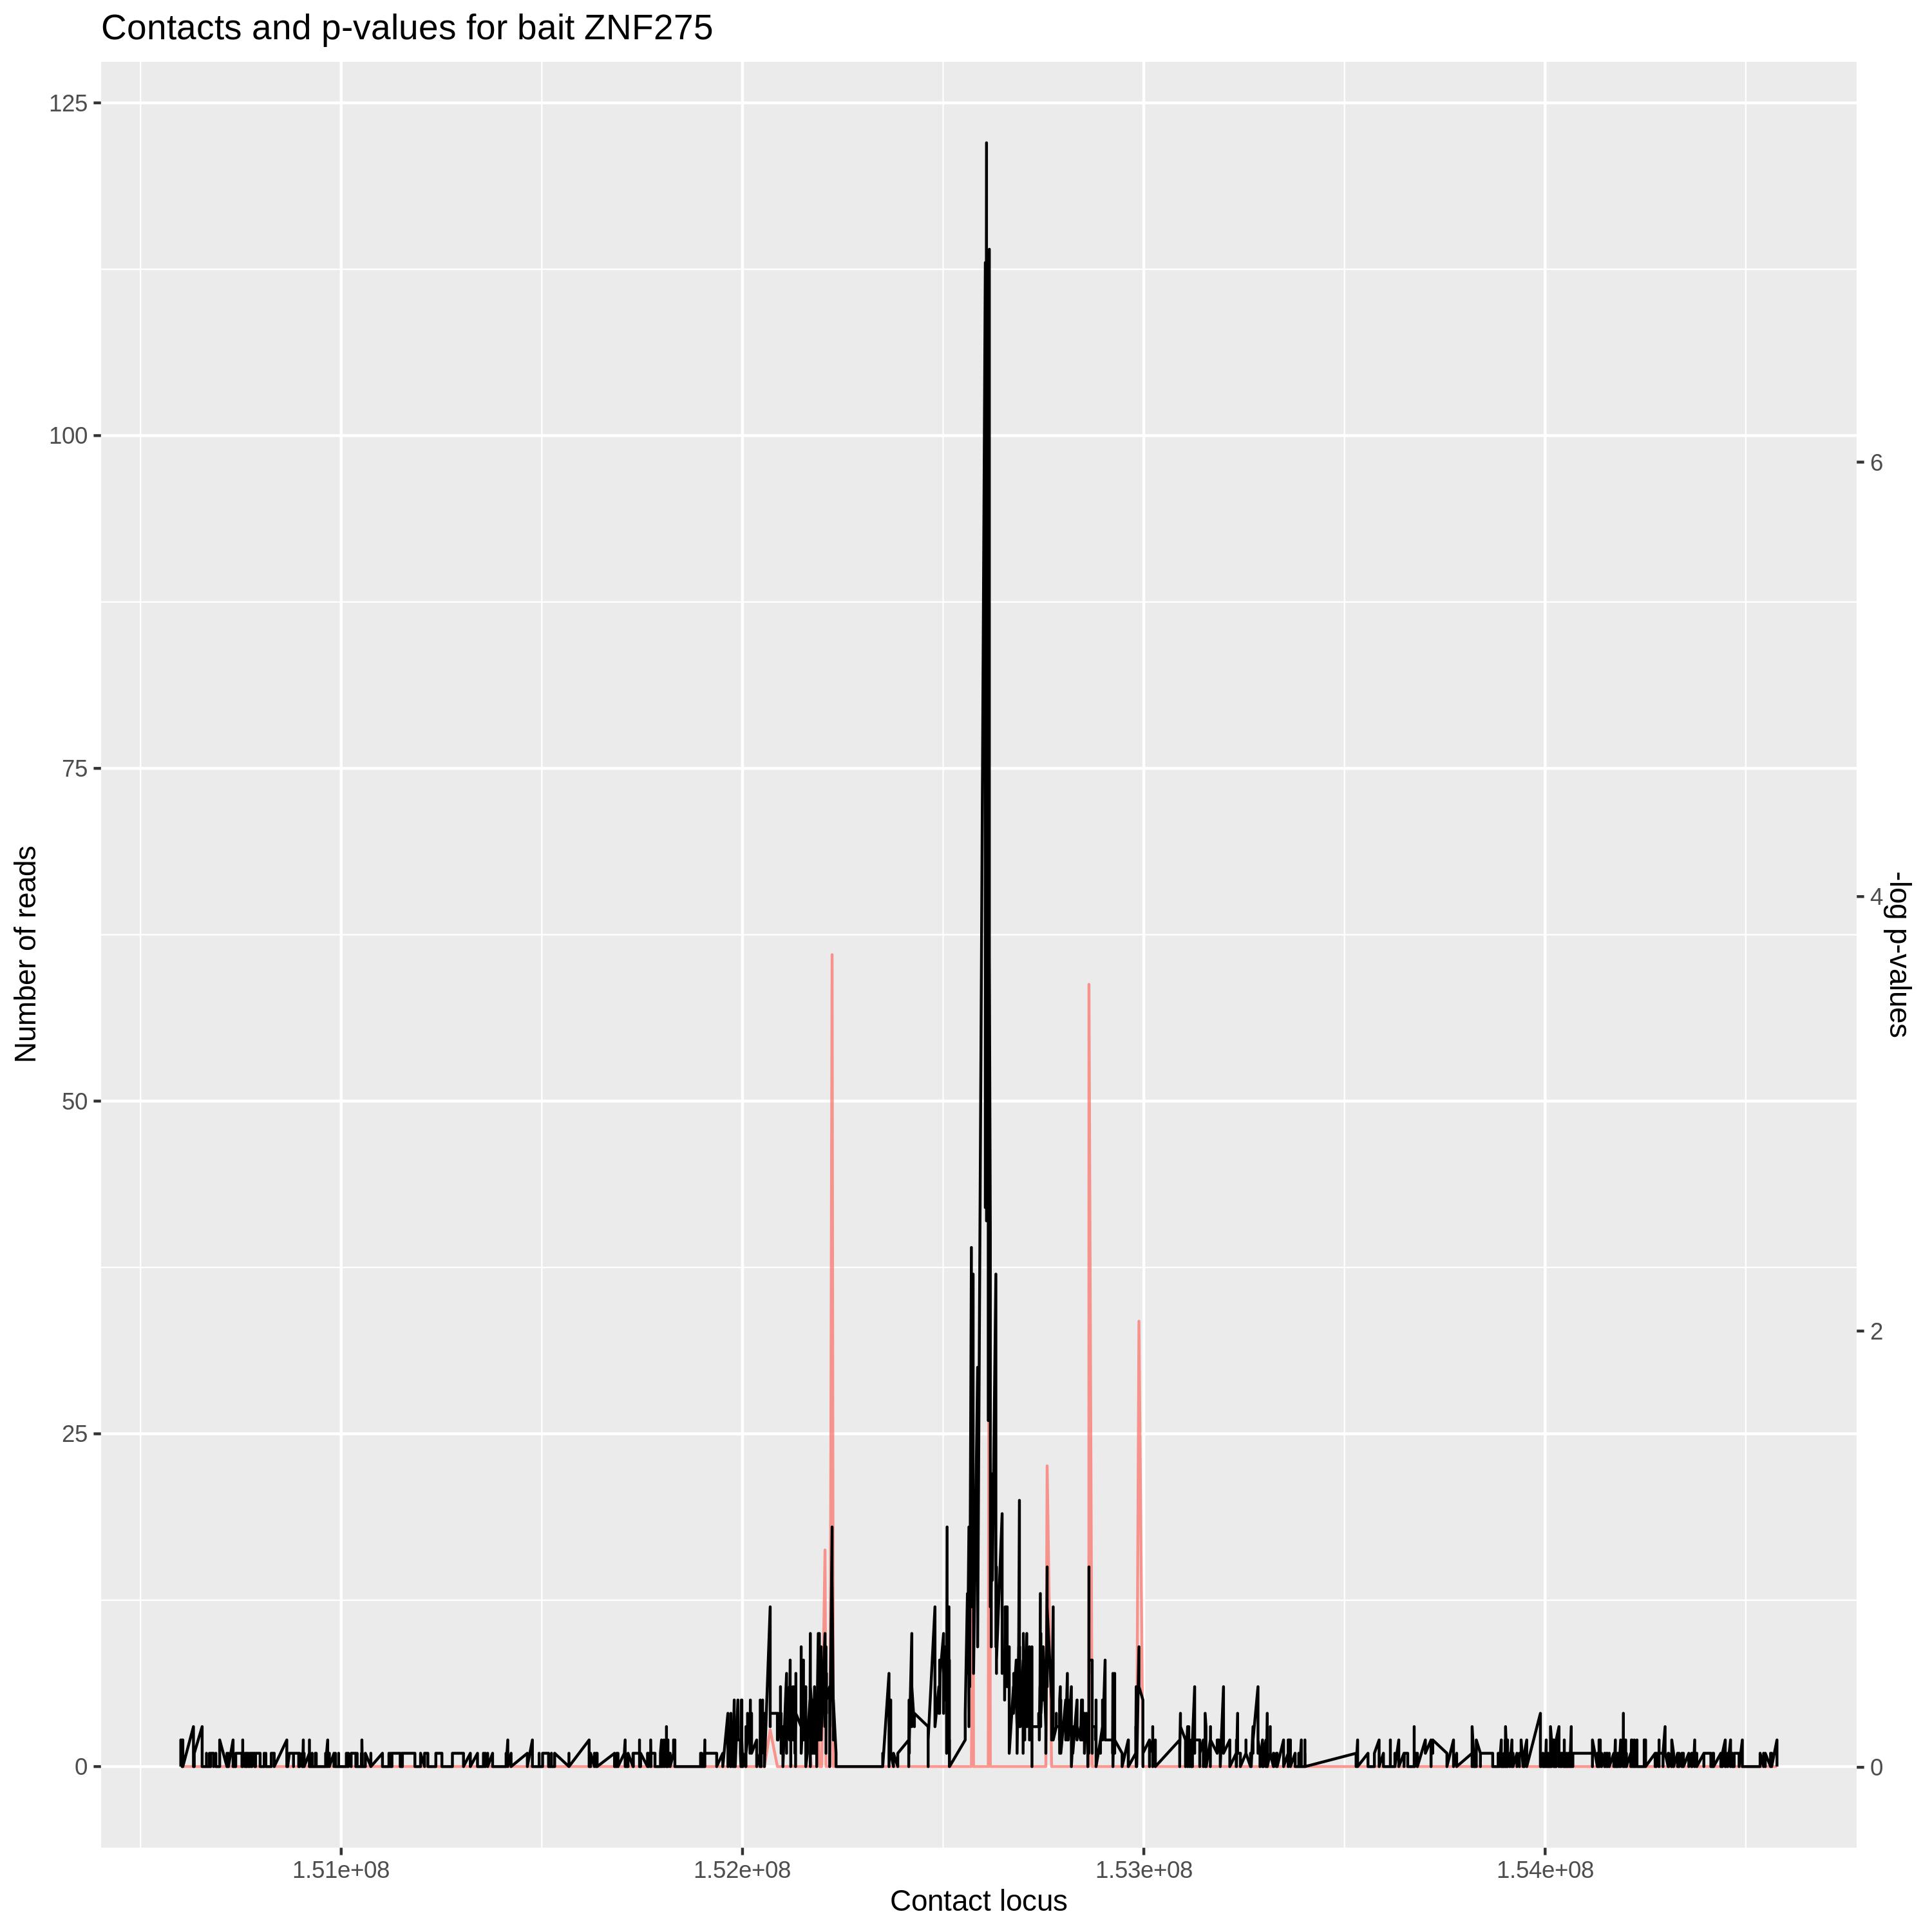 Contacts and p-values for bait ZNF275
125
100
75
50
25
0
Number of reads
6
4
2
0
-log p-values
1.51e+08
1.52e+08
1.53e+08
1.54e+08
Contact locus